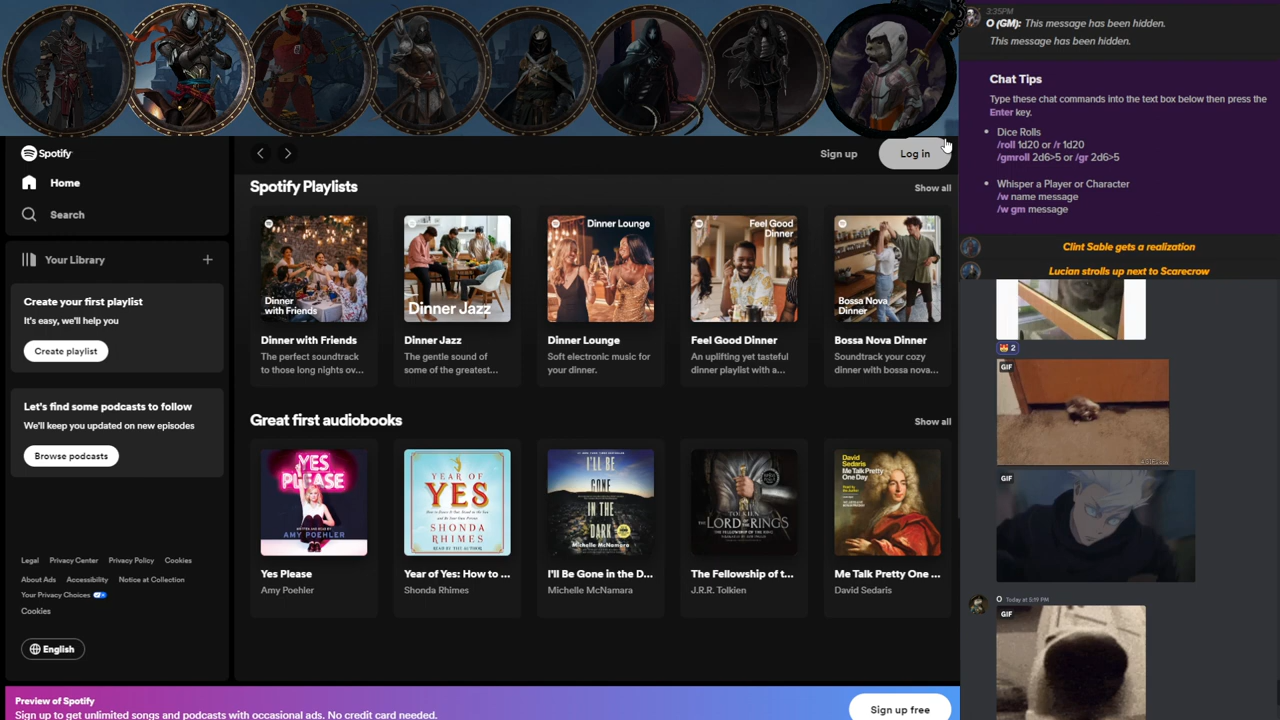 Spotify
Home
Search
Your Library
Create your first playlist
It's easy, we'll help you
Create playlist
Let's find some podcasts to follow
We'll keep you updated on new episodes
Browse podcasts
Legal Privacy Center Privacy Policy Cookies
About Ads Accessibility Notice at Collection
Your Privacy Choices
Cookies
English
Sign up Log in
Spotify Playlists
Show all
Dinner with Friends
Dinner Jazz
Dinner Lounge
Feel Good Dinner
Bossa Nova Dinner
Dinner with Friends
The perfect soundtrack
to those long nights ov...
Dinner Jazz
The gentle sound of
some of the greatest...
Dinner Lounge
Soft electronic music for
your dinner.
Feel Good Dinner
An uplifting yet tasteful
dinner playlist with a...
Bossa Nova Dinner
Soundtrack your cozy
dinner with bossa nova...
Great first audiobooks
Show all
YES PLEASE
AMY POEHLER
YEAR OF YES
SHONDA RHIMES
I'LL BE GONE IN THE DARK
Michelle McNamara
TOLKIEN
THE LORD OF THE RINGS
David Sedaris
Me Talk Pretty One Day
Yes Please
Amy Poehler
Year of Yes: How to ...
Shonda Rhimes
I'll Be Gone in the D...
Michelle McNamara
The Fellowship of t...
J.R.R. Tolkien
Me Talk Pretty One ...
David Sedaris
Preview of Spotify
Sign up to get unlimited songs and podcasts with occasional ads. No credit card needed.
Sign up free
3:35PM
O (GM): This message has been hidden.
This message has been hidden.
Chat Tips
Type these chat commands into the text box below then press the
Enter key.
Dice Rolls
/roll 1d20 or /r 1d20
/gmroll 2d6>5 or /gr 2d6>5
Whisper a Player or Character
/w name message
/w gm message
Clint Sable gets a realization
Lucian strolls up next to Scarecrow
2
GIF
GIF
O Today at 5:19 PM
GIF